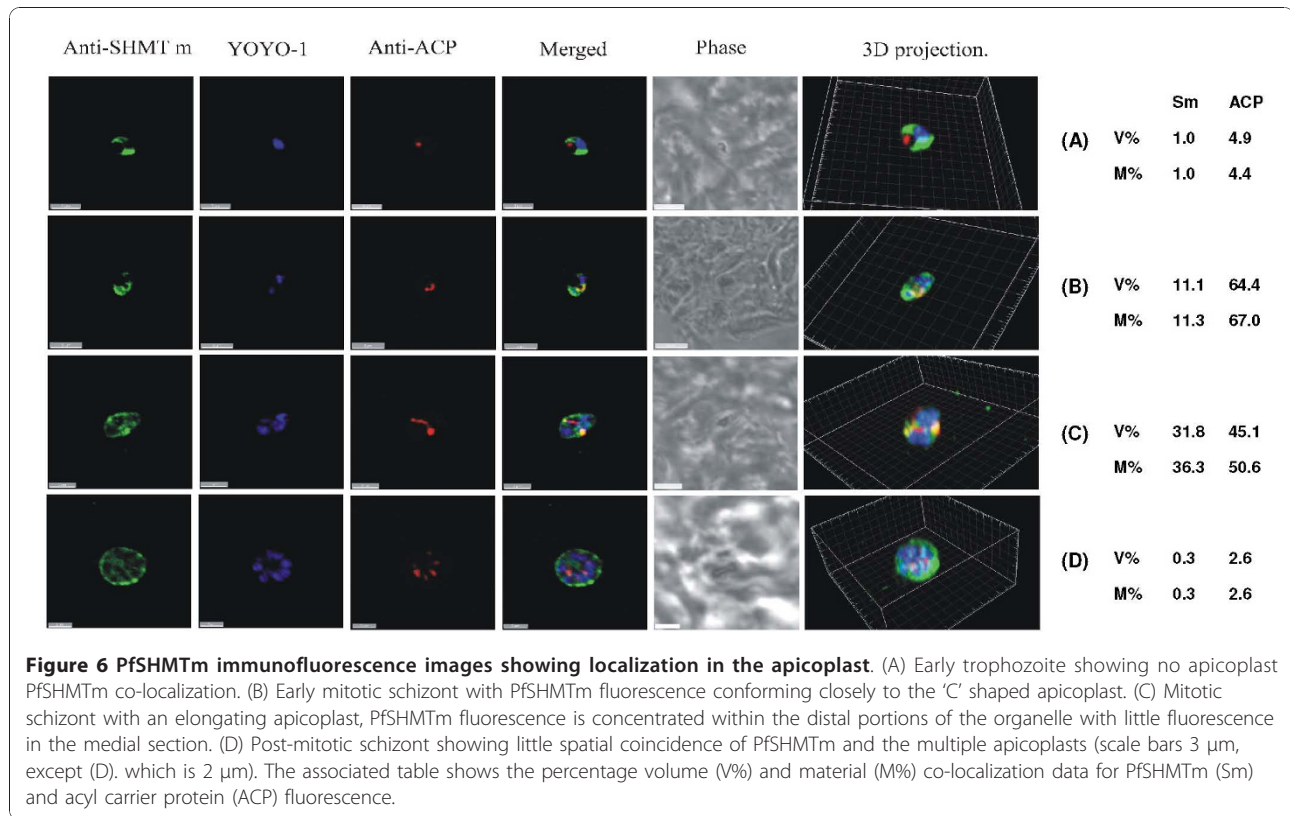 Anti-SHMT m YOYO-1 Anti-ACP Merged Phase 3D projection.
Sm ACP
(A) V% 1.0 4.9
M% 1.0 4.4
(B) V% 11.1 64.4
M% 11.3 67.0
(C) V% 31.8 45.1
M% 36.3 50.6
(D) V% 0.3 2.6
M% 0.3 2.6
Figure 6 PfSHMTm immunofluorescence images showing localization in the apicoplast. (A) Early trophozoite showing no apicoplast
PfSHMTm co-localization. (B) Early mitotic schizont with PfSHMTm fluorescence conforming closely to the ‘C’ shaped apicoplast. (C) Mitotic
schizont with an elongating apicoplast, PfSHMTm fluorescence is concentrated within the distal portions of the organelle with little fluorescence
in the medial section. (D) Post-mitotic schizont showing little spatial coincidence of PfSHMTm and the multiple apicoplasts (scale bars 3 μm,
except (D). which is 2 μm). The associated table shows the percentage volume (V%) and material (M%) co-localization data for PfSHMTm (Sm)
and acyl carrier protein (ACP) fluorescence.